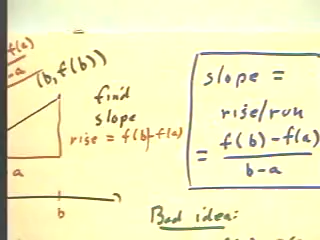 f(a)
-a
(b, f(b))
find
slope
rise = f(b)-f(a)
a
b
slope =
rise/run
= f(b)-f(a)
b-a
Bad idea: